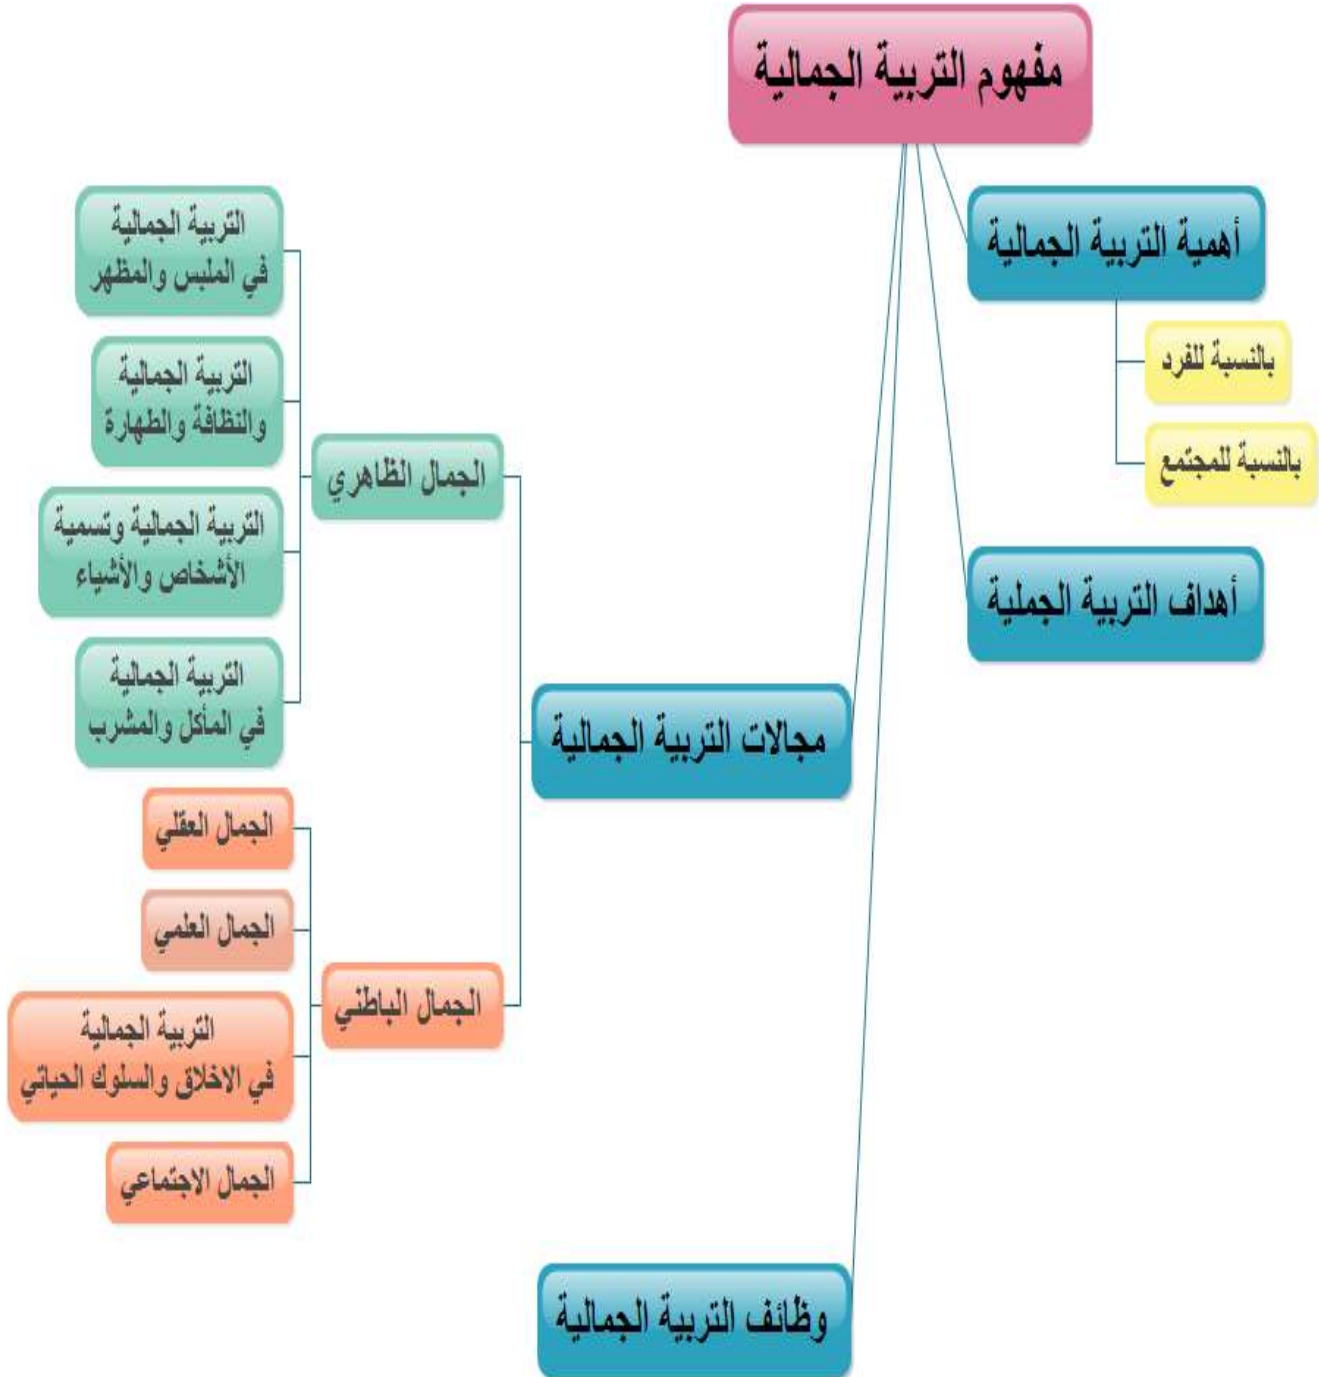 مفهوم التربية الجمالية
أهمية التربية الجمالية
بالنسبة للفرد
بالنسبة للمجتمع
أهداف التربية الجملية
مجالات التربية الجمالية
الجمال الظاهري
التربية الجمالية
في الملبس والمظهر
التربية الجمالية
والنظافة والطهارة
التربية الجمالية وتسمية
الأشخاص والأشياء
التربية الجمالية
في المأكل والمشرب
الجمال الباطني
الجمال العقلي
الجمال العلمي
التربية الجمالية
في الاخلاق والسلوك الحياتي
الجمال الاجتماعي
وظائف التربية الجمالية